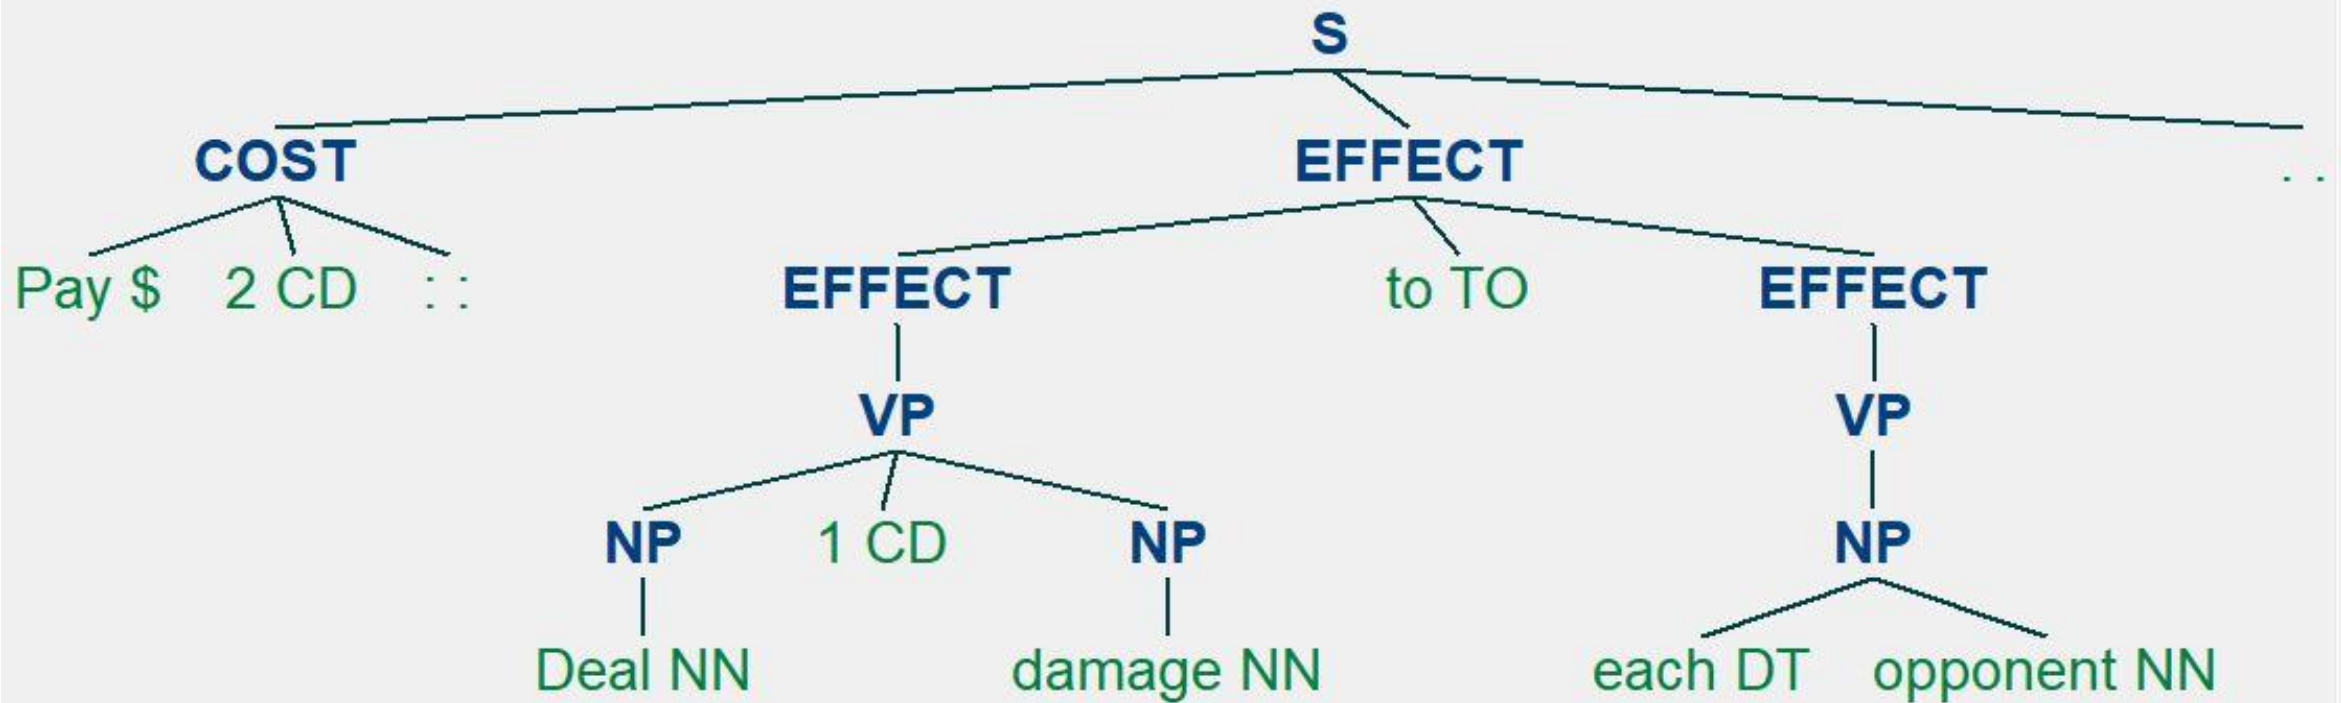 S
COST EFFECT . .
Pay $ 2 CD : : EFFECT to TO EFFECT
VP VP
NP 1 CD NP NP
Deal NN damage NN each DT opponent NN